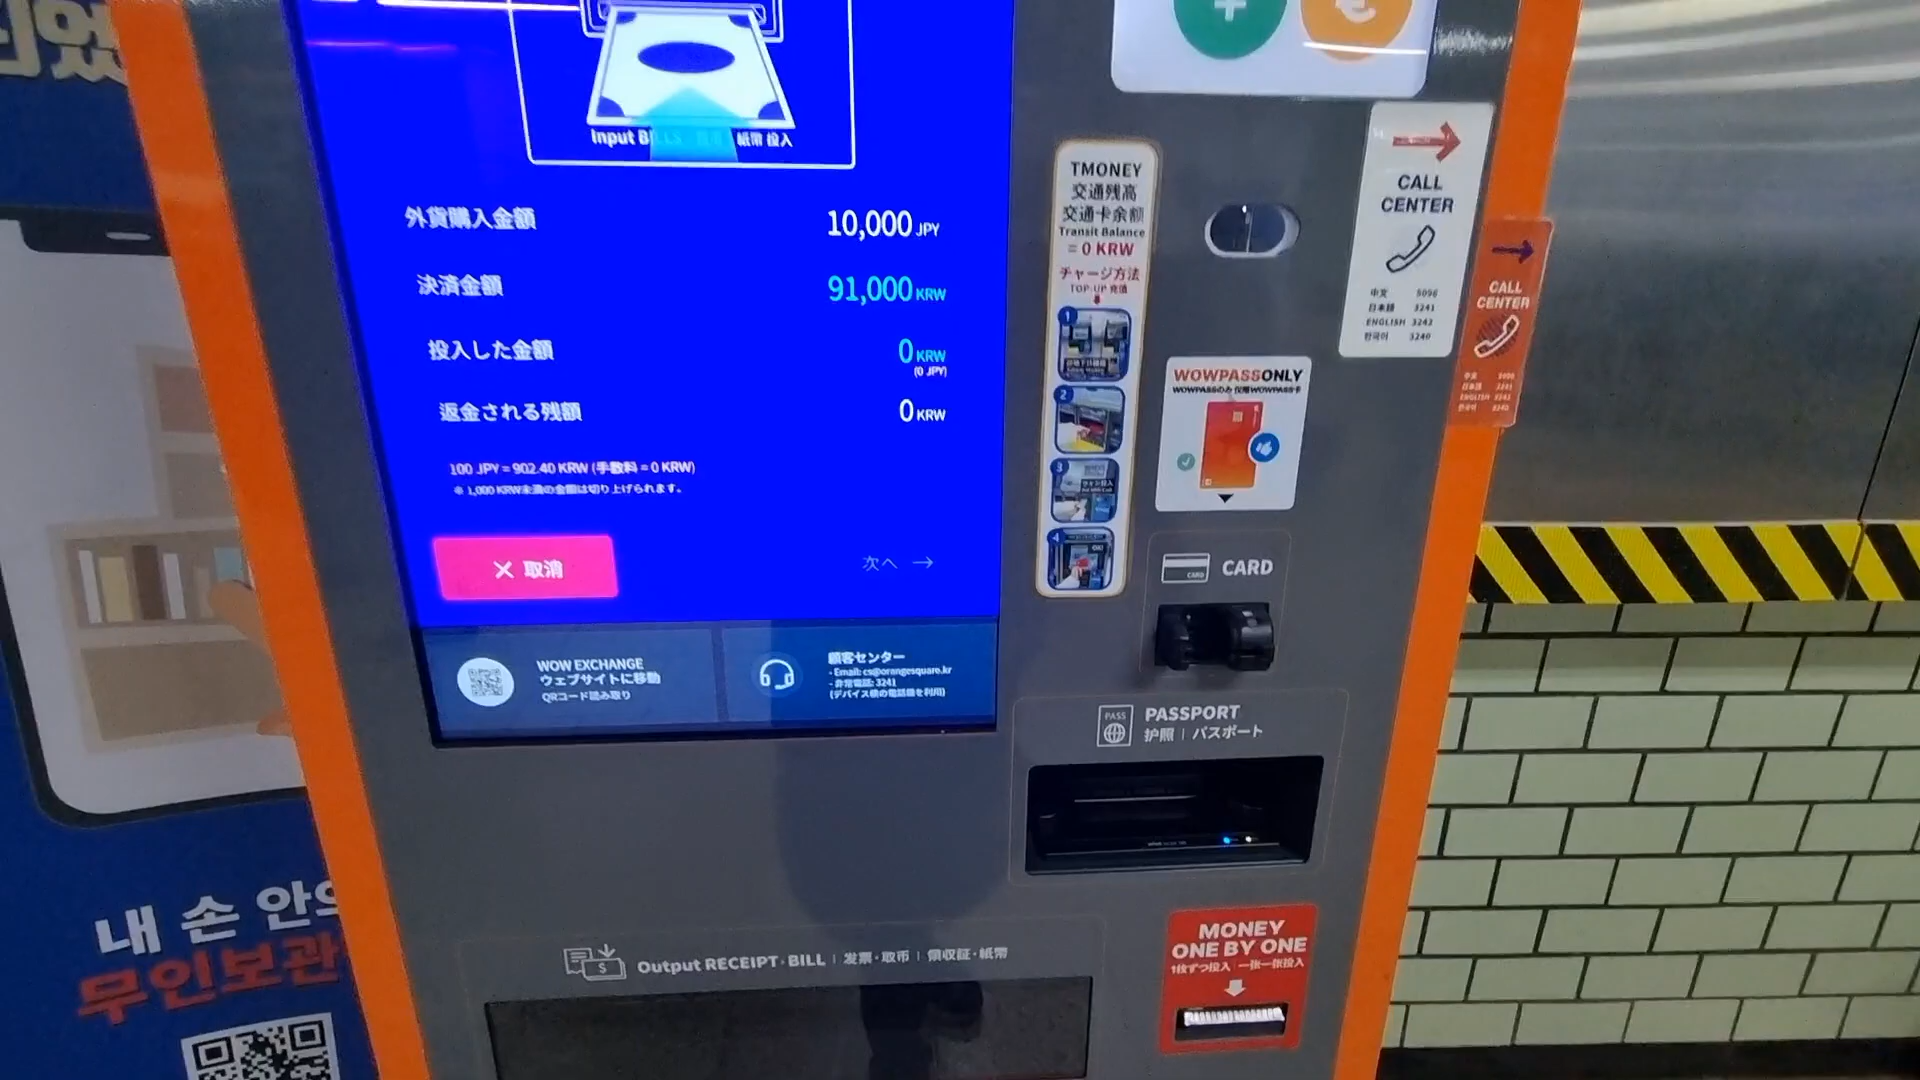 Input BILLS
紙幣 投入
外貨購入金額 10,000 JPY
決済金額 91,000 KRW
投入した金額 0 KRW
(0 JPY)
返金される残額 0 KRW
100 JPY = 902.40 KRW (手数料 = 0 KRW)
※ 1,000 KRW未満の金額は切り上げられます。
× 取消
次へ →
WOW EXCHANGE
ウェブサイトに移動
QRコード読み取り
顧客センター
- Email: cs@orangesquare.kr
- 非常電話: 3241
(デバイス横の電話機を利用)
TMONEY
交通残高
交通卡余额
Transit Balance
= 0 KRW
チャージ方法
TOP-UP 充值
1
2
3
4
CALL
CENTER
中文 5096
日本語 3241
ENGLISH 3242
한국어 3240
CALL
CENTER
中文
日本語 3241
ENGLISH
한국어
WOWPASSONLY
WOWPASSのみ 仅限WOWPASS卡
CARD
CARD
PASS
PASSPORT
护照 | パスポート
MONEY
ONE BY ONE
1枚ずつ投入 一张一张投入
Output RECEIPT · BILL | 发票·取币 | 領収証·紙幣
내 손 안의
무인보관